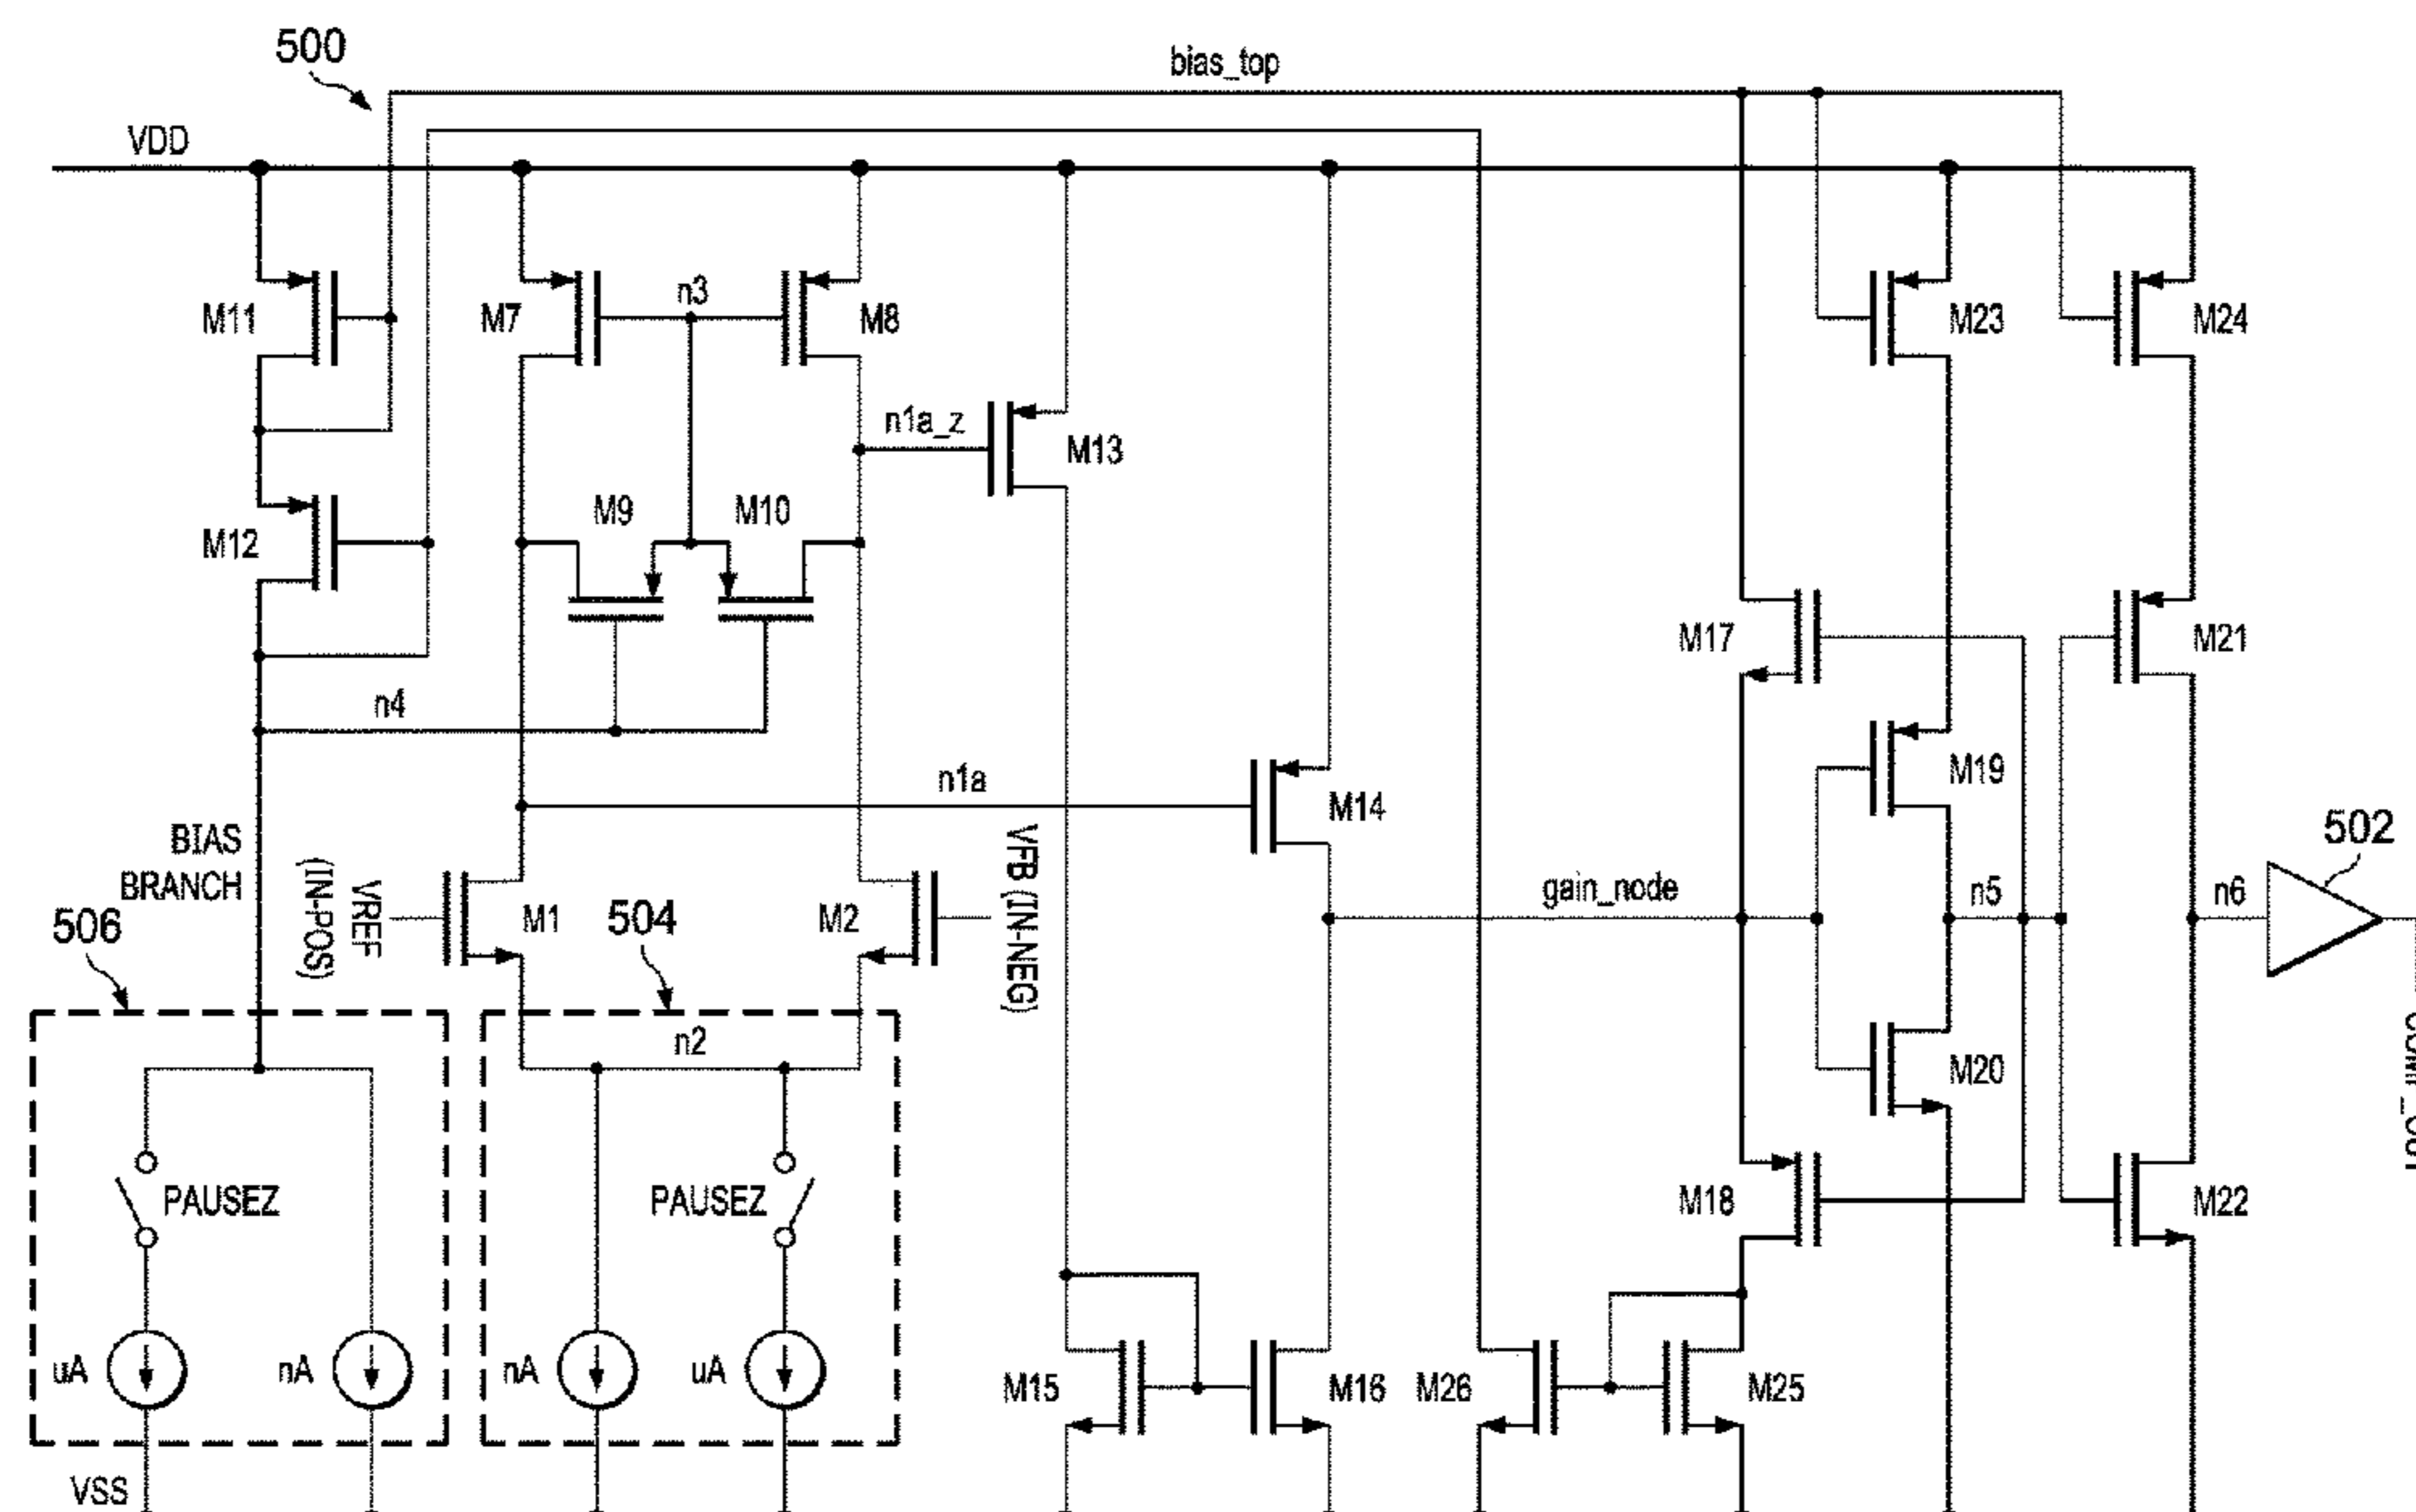 500
bias_top
VDD
M11
M7
n3
M8
M23
M24
n1a_z
M13
M9
M10
M12
M17
M21
n4
n1a
M14
M19
BIAS
BRANCH
VREF
(IN-POS)
M1
504
M2
VFB (IN-NEG)
gain_node
n5
n6
502
506
n2
M20
PAUSEZ
PAUSEZ
M18
M22
uA
nA
nA
uA
M15
M16
M26
M25
VSS